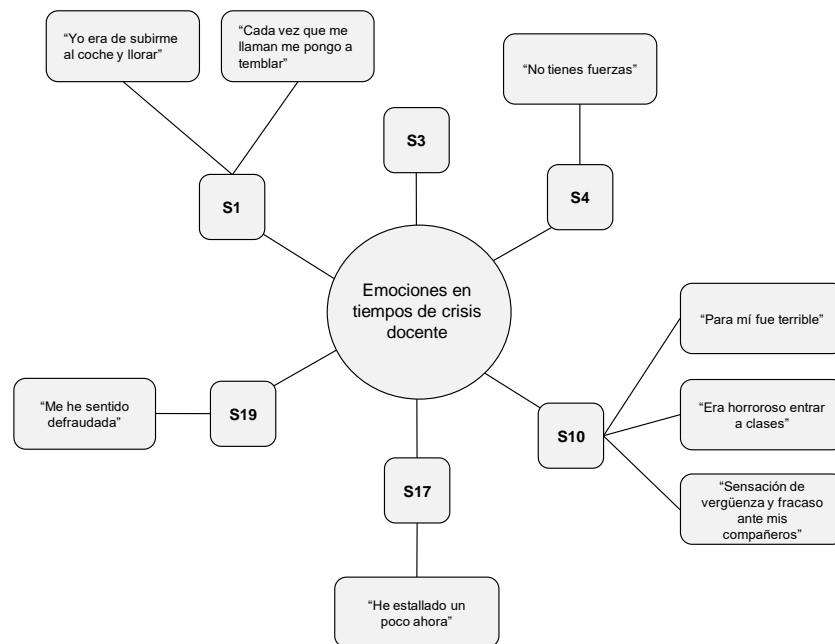 “Yo era de subirme
al coche y llorar”
“Cada vez que me
llaman me pongo a
temblar”
“No tienes fuerzas”
S3
S1
S4
Emociones en
tiempos de crisis
docente
“Para mí fue terrible”
“Me he sentido
defraudada”
S19
S10
“Era horroroso entrar
a clases”
S17
“Sensación de
vergüenza y fracaso
ante mis
compañeros”
“He estallado un
poco ahora”